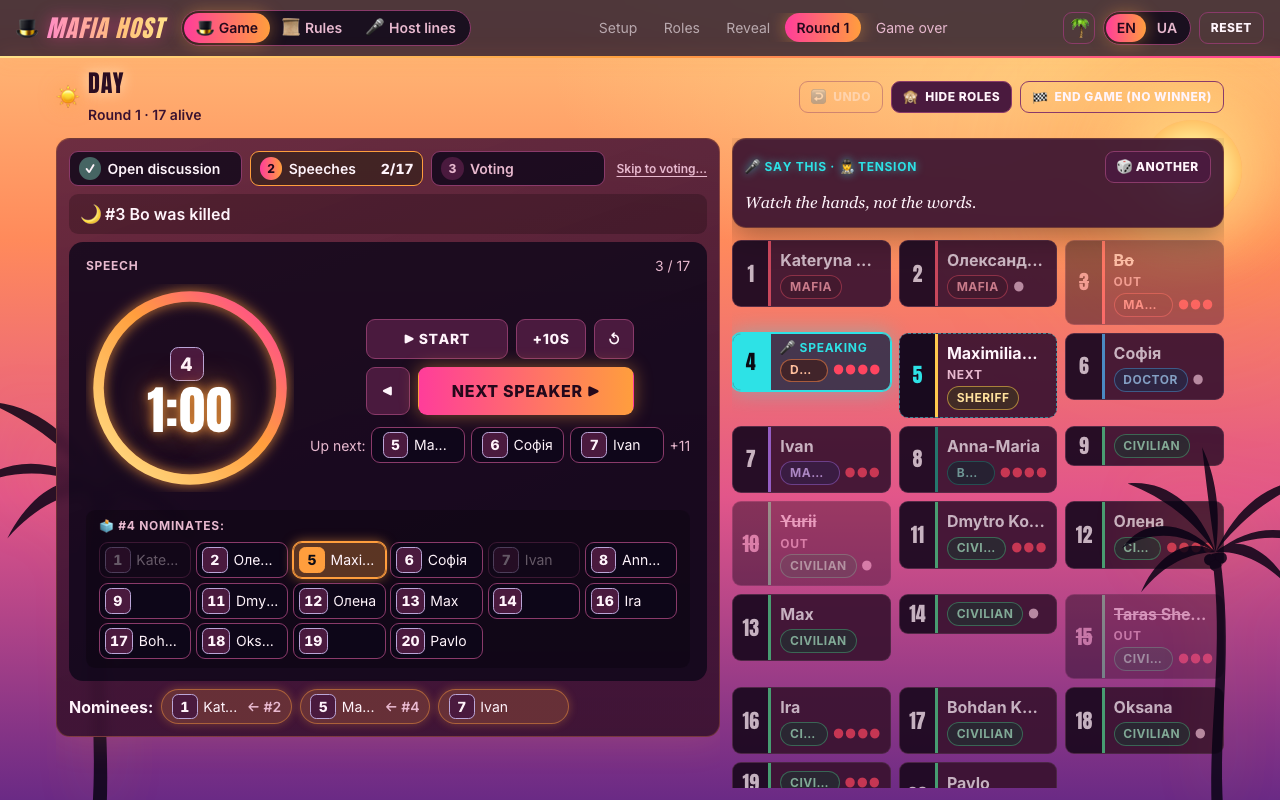 MAFIA HOST
Game
Rules
Host lines
Setup
Roles
Reveal
Round 1
Game over
EN
UA
RESET
DAY
Round 1 · 17 alive
UNDO
HIDE ROLES
END GAME (NO WINNER)
Open discussion
2 Speeches 2/17
3 Voting
Skip to voting...
#3 Bo was killed
SPEECH
3 / 17
4
1:00
START
+10S
NEXT SPEAKER
Up next:
5 Ma...
6 Софія
7 Ivan
+11
#4 NOMINATES:
1 Kate...
2 Оле...
5 Maxi...
6 Софія
7 Ivan
8 Ann...
9
11 Dmy...
12 Олена
13 Max
14
16 Ira
17 Boh...
18 Oks...
19
20 Pavlo
Nominees:
1 Kat... ← #2
5 Ma... ← #4
7 Ivan
SAY THIS · TENSION
ANOTHER
Watch the hands, not the words.
1
Kateryna ...
MAFIA
2
Олександ...
MAFIA
3
Bo
OUT
MA...
4
SPEAKING
D...
5
Maximilia...
NEXT
SHERIFF
6
Софія
DOCTOR
7
Ivan
MA...
8
Anna-Maria
B...
9
CIVILIAN
10
Yurii
OUT
CIVILIAN
11
Dmytro Ko...
CIVI...
12
Олена
CI...
13
Max
CIVILIAN
14
CIVILIAN
15
Taras She...
OUT
CIVI...
16
Ira
CI...
17
Bohdan K...
CIVILIAN
18
Oksana
CIVILIAN
19
CIVI...
Pavlo